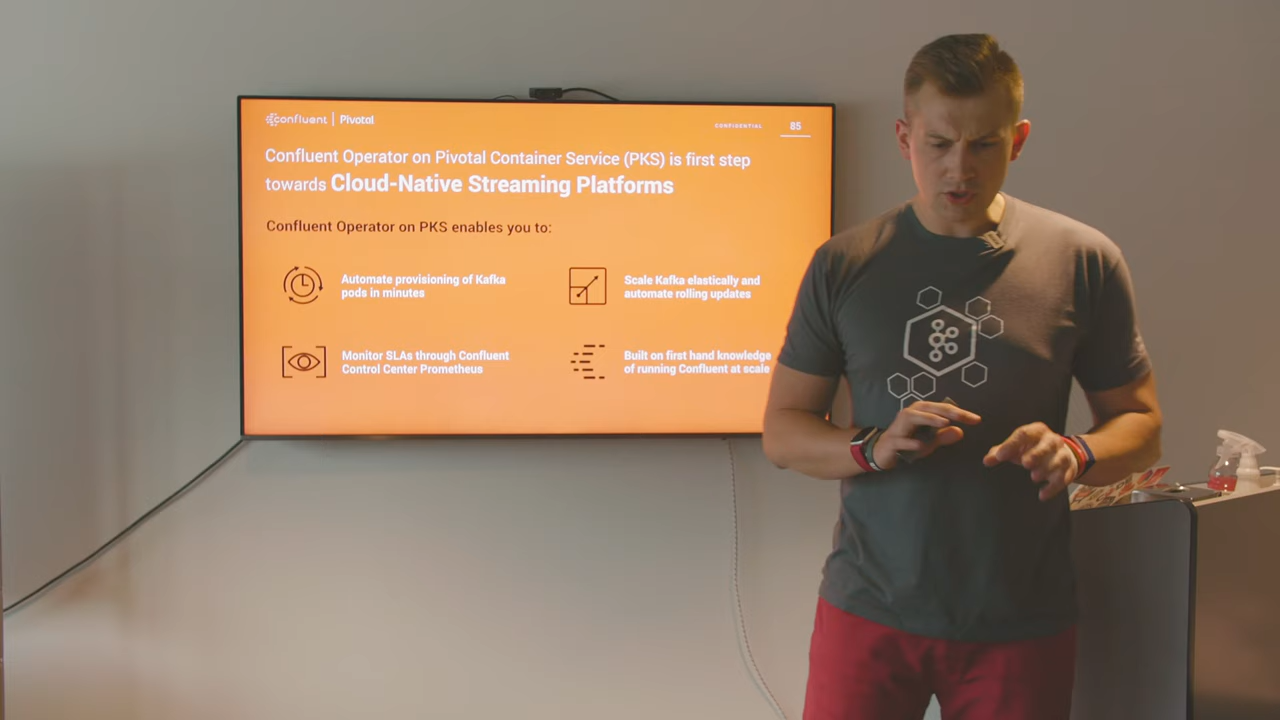 confluent | Pivotal
CONFIDENTIAL
85
Confluent Operator on Pivotal Container Service (PKS) is first step
towards Cloud-Native Streaming Platforms
Confluent Operator on PKS enables you to:
Automate provisioning of Kafka
pods in minutes
Scale Kafka elastically and
automate rolling updates
Monitor SLAs through Confluent
Control Center Prometheus
Built on first hand knowledge
of running Confluent at scale